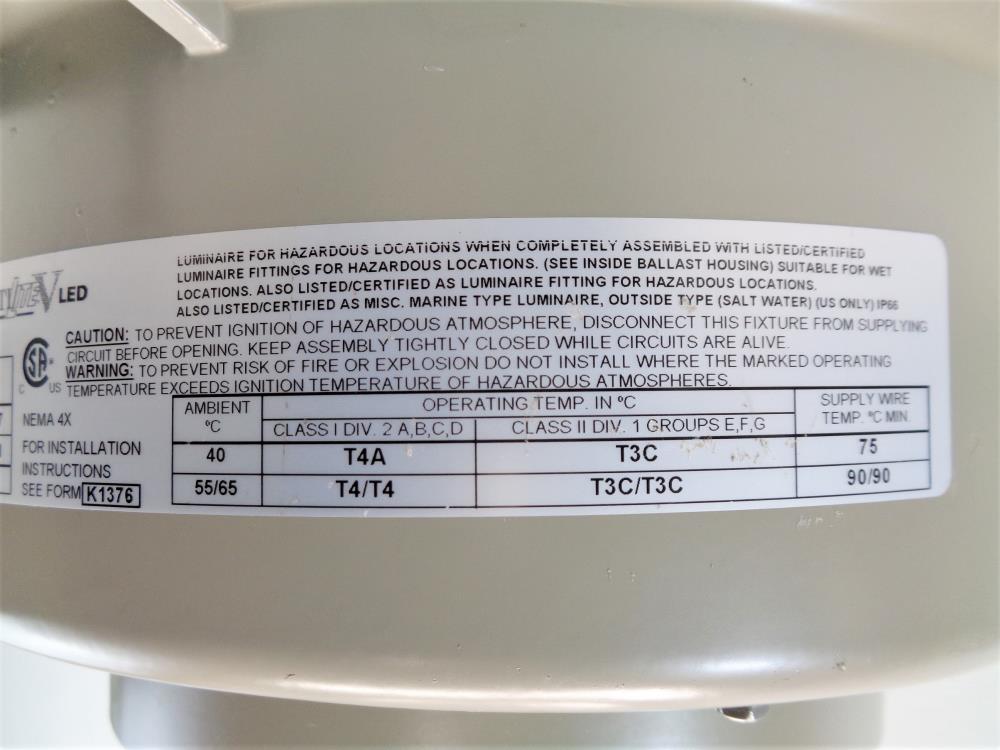 LUMINAIRE FOR HAZARDOUS LOCATIONS WHEN COMPLETELY ASSEMBLED WITH LISTED/CERTIFIED
LUMINAIRE FITTINGS FOR HAZARDOUS LOCATIONS. (SEE INSIDE BALLAST HOUSING) SUITABLE FOR WET
LOCATIONS. ALSO LISTED/CERTIFIED AS LUMINAIRE FITTING FOR HAZARDOUS LOCATIONS.
ALSO LISTED/CERTIFIED AS MISC. MARINE TYPE LUMINAIRE, OUTSIDE TYPE (SALT WATER) (US ONLY) IP66
V LED
CAUTION: TO PREVENT IGNITION OF HAZARDOUS ATMOSPHERE, DISCONNECT THIS FIXTURE FROM SUPPLYING
CIRCUIT BEFORE OPENING. KEEP ASSEMBLY TIGHTLY CLOSED WHILE CIRCUITS ARE ALIVE.
WARNING: TO PREVENT RISK OF FIRE OR EXPLOSION DO NOT INSTALL WHERE THE MARKED OPERATING
TEMPERATURE EXCEEDS IGNITION TEMPERATURE OF HAZARDOUS ATMOSPHERES.
C SA US
NEMA 4X
FOR INSTALLATION
INSTRUCTIONS
SEE FORM K1376
AMBIENT °C OPERATING TEMP. IN °C SUPPLY WIRE TEMP. °C MIN.
CLASS I DIV. 2 A,B,C,D CLASS II DIV. 1 GROUPS E,F,G
40 T4A T3C 75
55/65 T4/T4 T3C/T3C 90/90